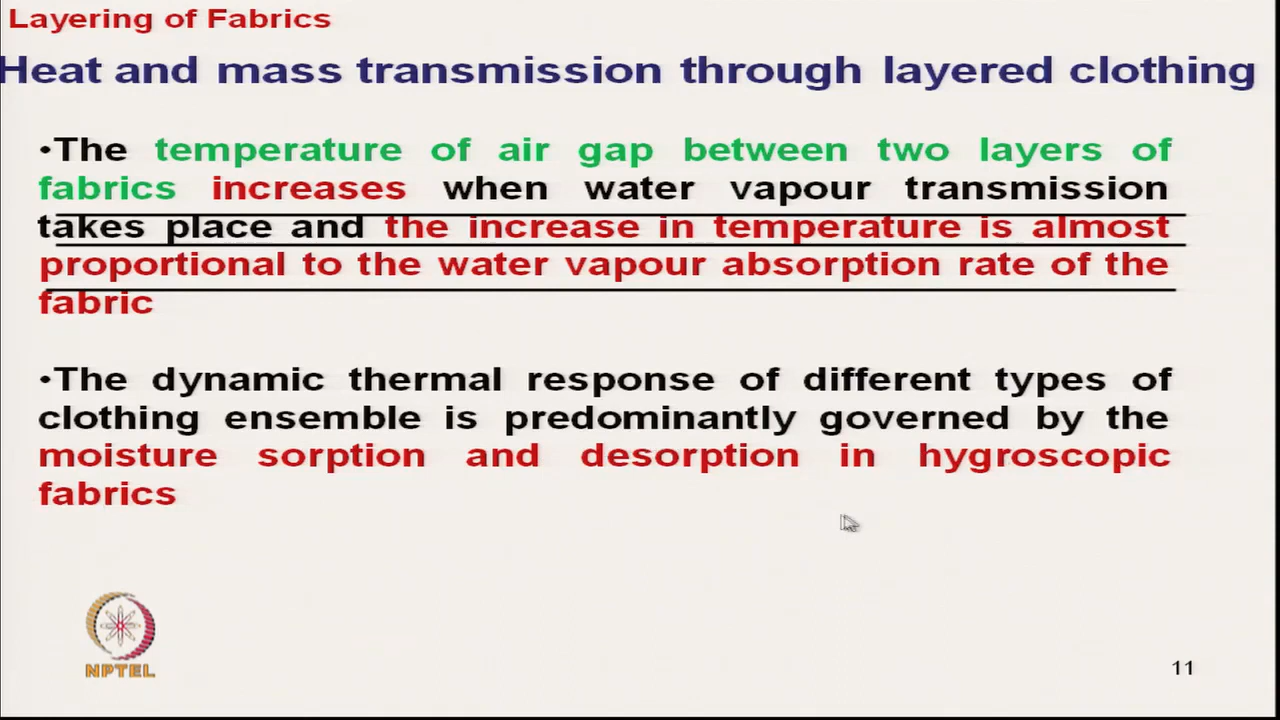 Layering of Fabrics
Heat and mass transmission through layered clothing
•The temperature of air gap between two layers of
fabrics increases when water vapour transmission
takes place and the increase in temperature is almost
proportional to the water vapour absorption rate of the
fabric
•The dynamic thermal response of different types of
clothing ensemble is predominantly governed by the
moisture sorption and desorption in hygroscopic
fabrics
NPTEL
11